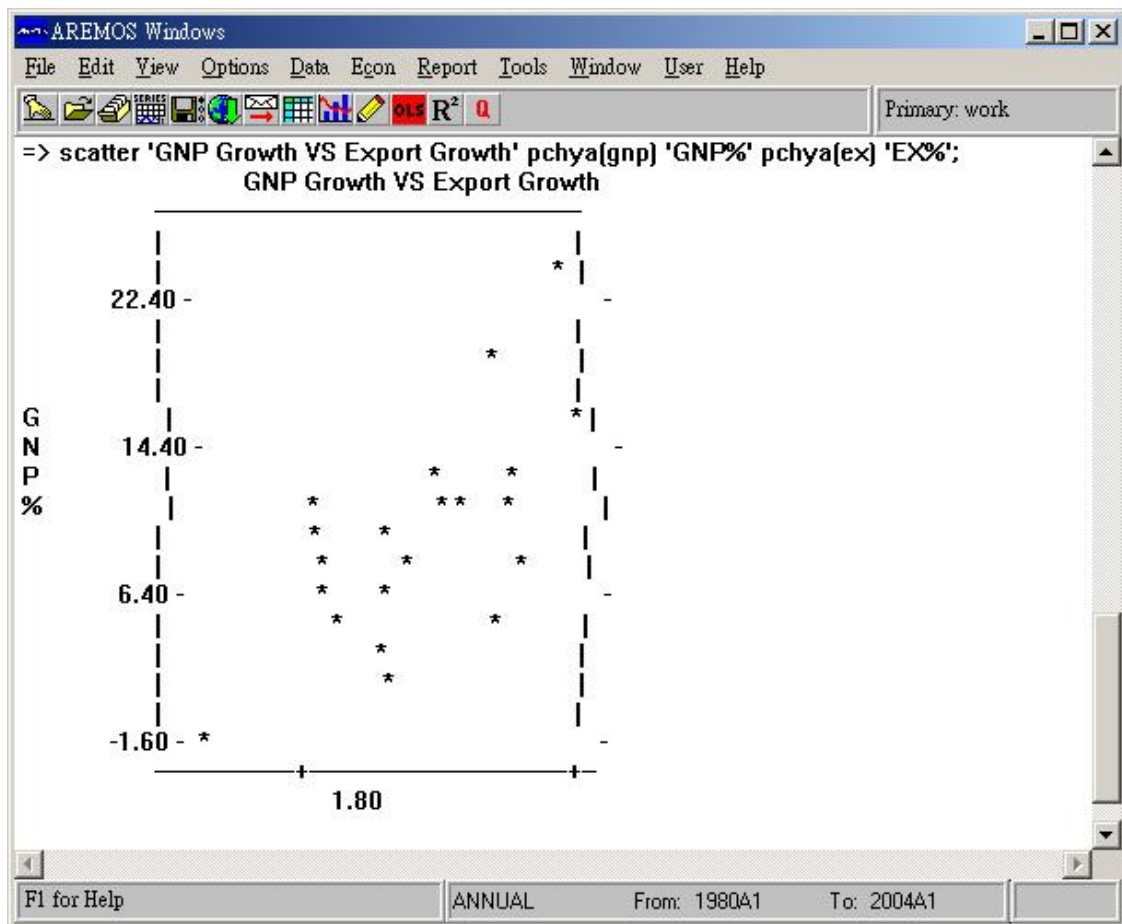 AREMOS Windows
File Edit View Options Data Econ Report Tools Window User Help
SERIES OLS R² Q Primary: work
=> scatter 'GNP Growth VS Export Growth' pchya(gnp) 'GNP%' pchya(ex) 'EX%';
GNP Growth VS Export Growth
22.40 -
G
N 14.40 -
P
%
6.40 -
-1.60 -
1.80
F1 for Help ANNUAL From: 1980A1 To: 2004A1